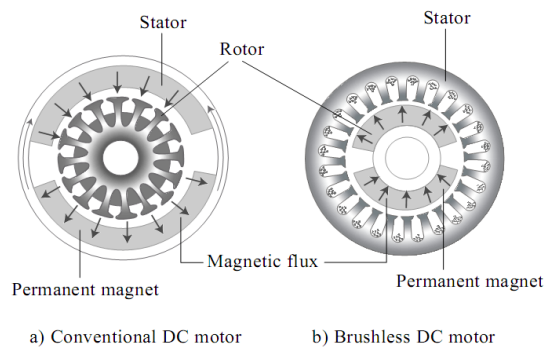 Stator
Stator
Rotor
Magnetic flux
Permanent magnet
Permanent magnet
a) Conventional DC motor
b) Brushless DC motor